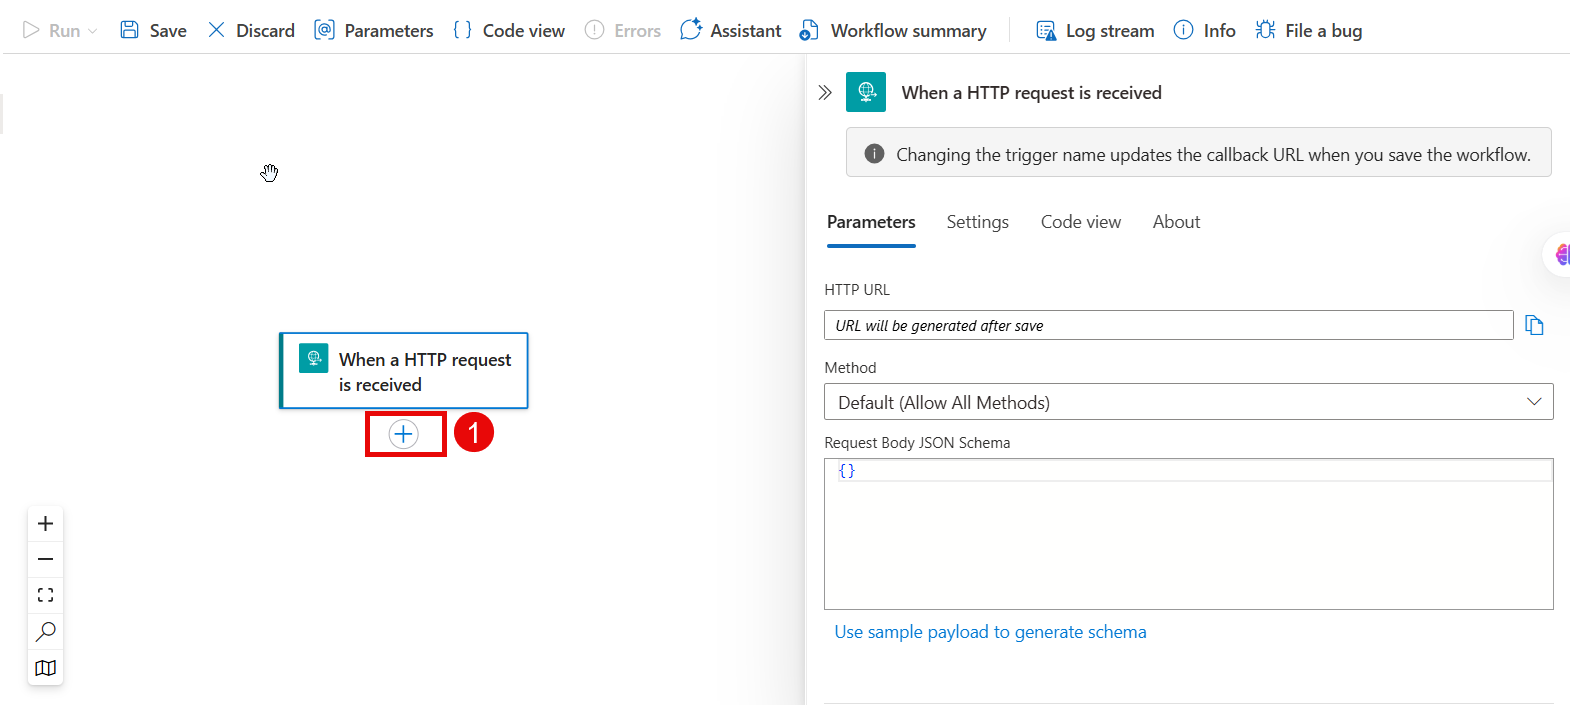 Run Save Discard Parameters Code view Errors Assistant Workflow summary Log stream Info File a bug
When a HTTP request is received
Changing the trigger name updates the callback URL when you save the workflow.
Parameters Settings Code view About
HTTP URL
URL will be generated after save
Method
Default (Allow All Methods)
Request Body JSON Schema
{}
Use sample payload to generate schema
When a HTTP request
is received
1